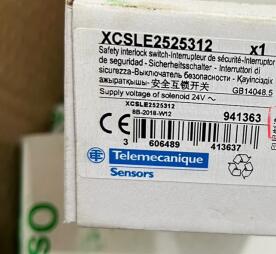 XCSLE2525312 x1
Safety interlock switch-Interrupteur de sécurité-Interruptor
de seguridad - Sicherheitsschalter - Interruttori di
sicurezza-Выключатель безопасности - Қауіпсіздік
ажыратқышы- 安全互锁开关 GB14048.5
Supply voltage of solenoid 24V ~
XCSLE2525312
CE
8B-2018-W12
941363
3 606489 413637
Telemecanique
Sensors